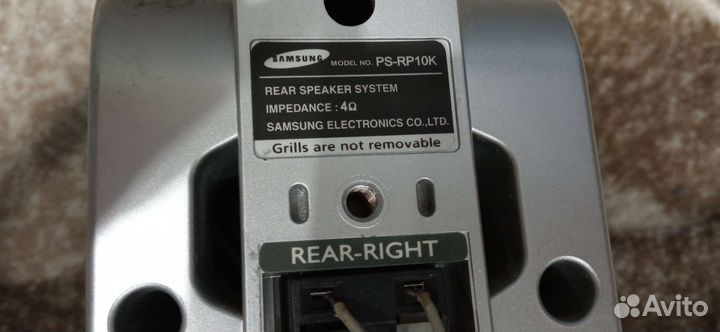 SAMSUNG MODEL NO. PS-RP10K
REAR SPEAKER SYSTEM
IMPEDANCE : 4Ω
SAMSUNG ELECTRONICS CO.,LTD.
Grills are not removable
REAR-RIGHT
Avito